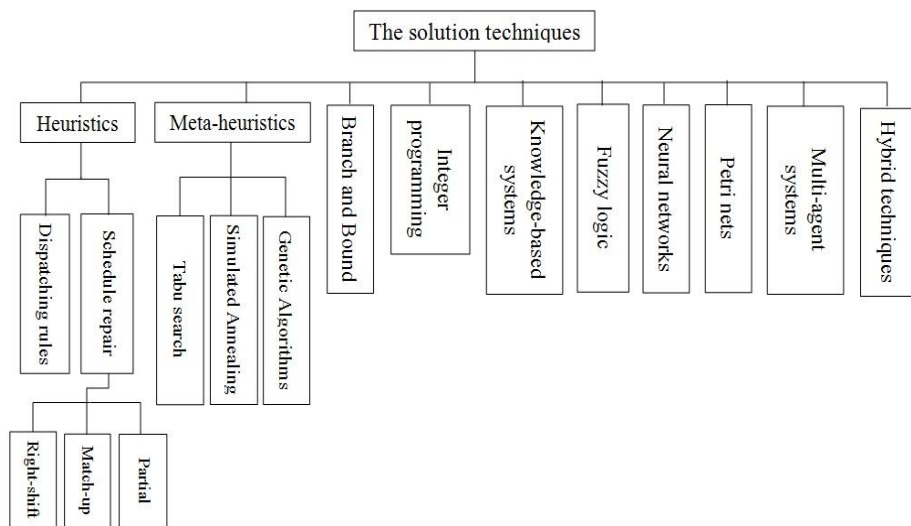 The solution techniques
Heuristics
Meta-heuristics
Branch and Bound
Integer
programming
Knowledge-based
systems
Fuzzy logic
Neural networks
Petri nets
Multi-agent
systems
Hybrid techniques
Dispatching rules
Schedule repair
Tabu search
Simulated Annealing
Genetic Algorithms
Right-shift
Match-up
Partial